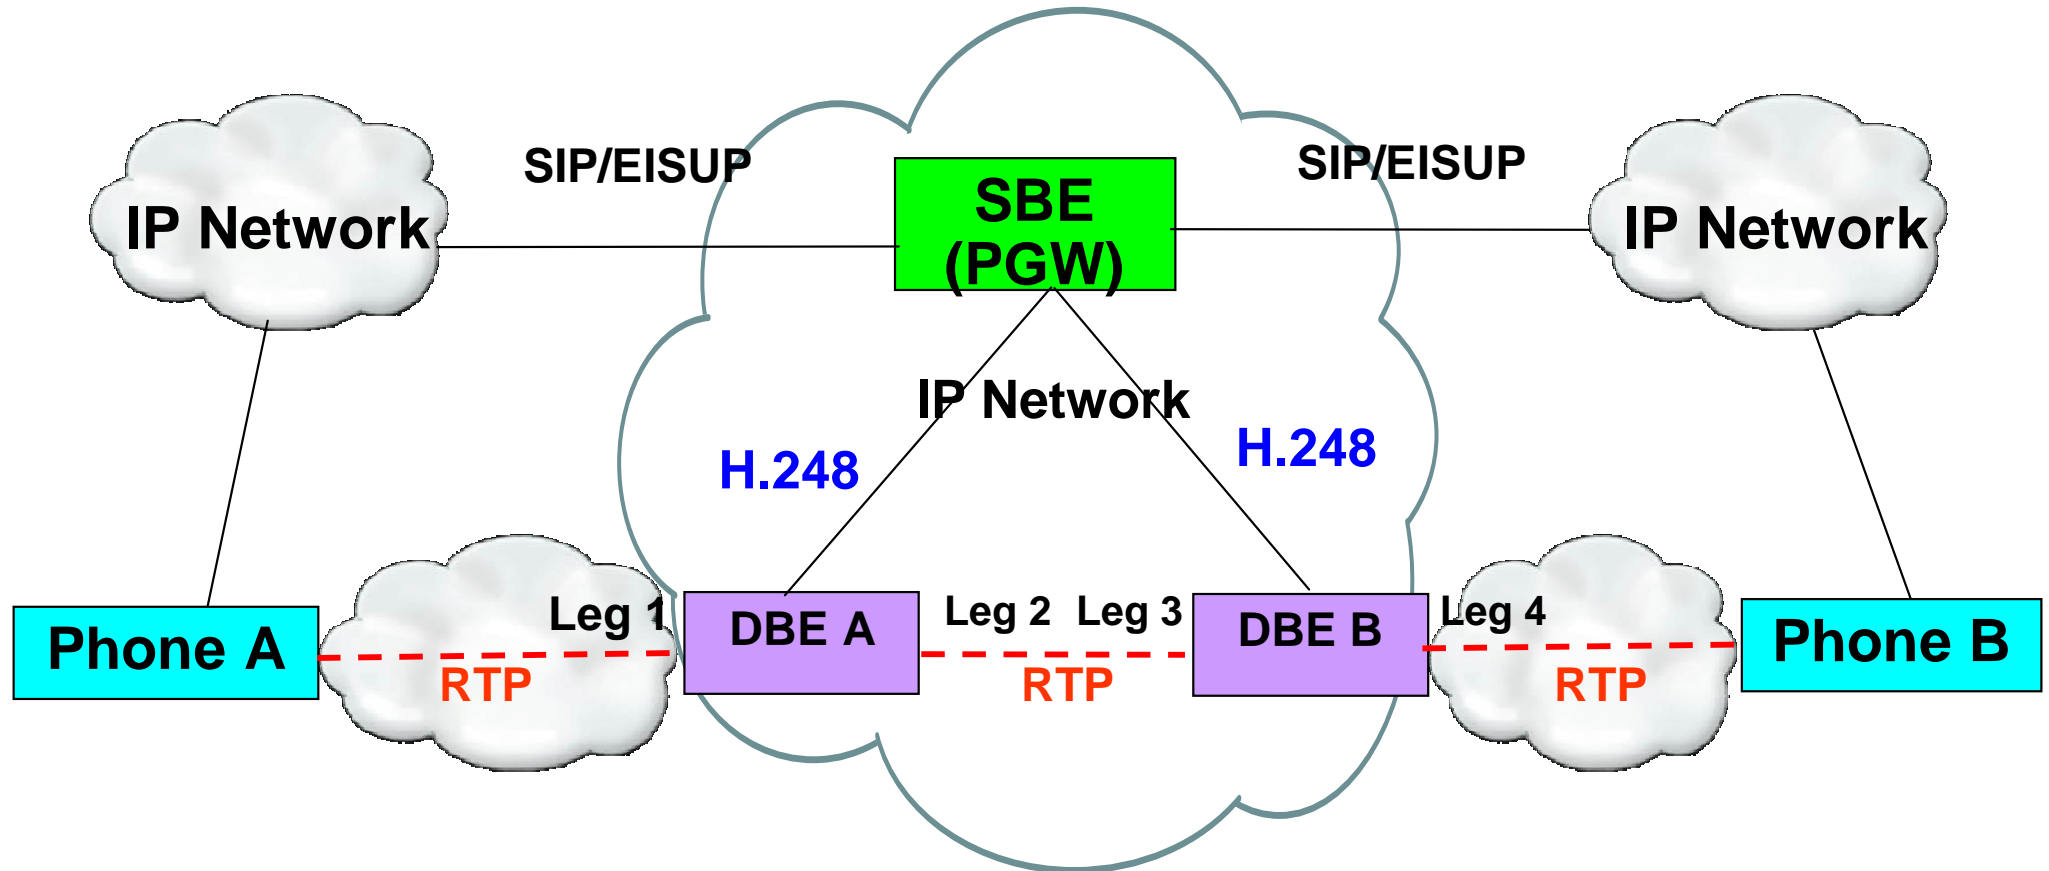 SIP/EISUP
SIP/EISUP
SBE
(PGW)
IP Network
IP Network
IP Network
H.248
H.248
Phone A
Leg 1
RTP
DBE A
Leg 2
Leg 3
RTP
DBE B
Leg 4
RTP
Phone B